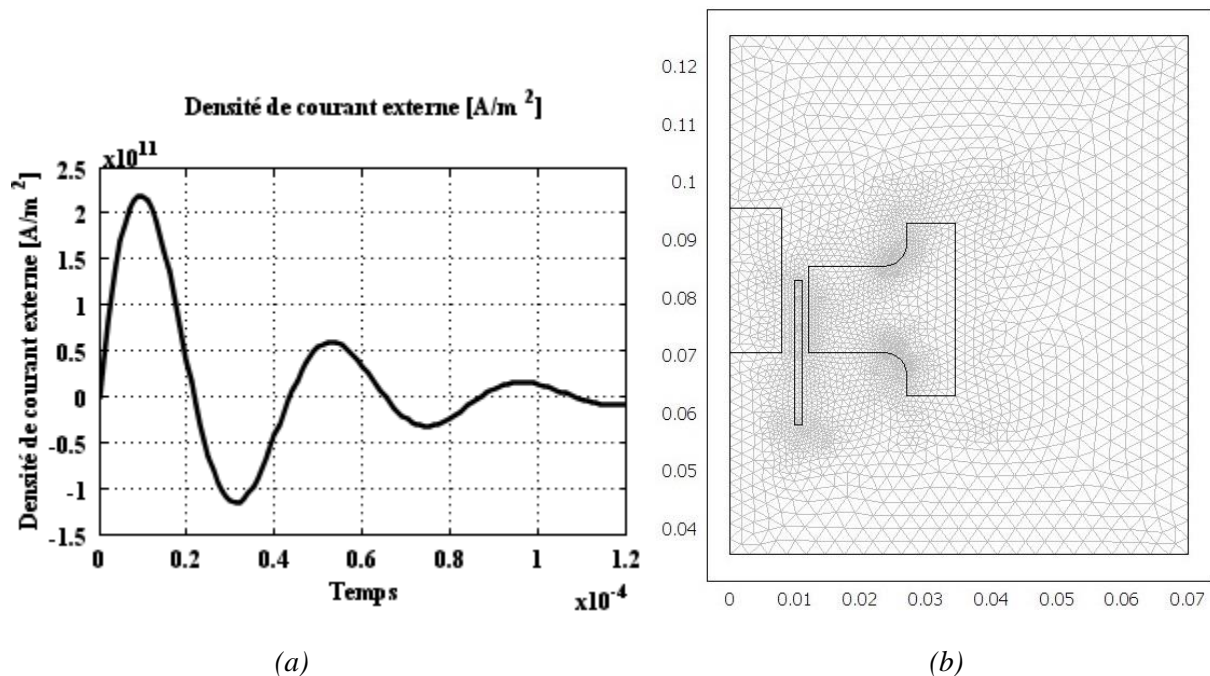 Densité de courant externe [A/m ²]
x10¹¹
Densité de courant externe [A/m ²]
2.5
2
1.5
1
0.5
0
-0.5
-1
-1.5
0 0.2 0.4 0.6 0.8 1 1.2
Temps
x10⁻⁴
(a)
0.12
0.11
0.1
0.09
0.08
0.07
0.06
0.05
0.04
0 0.01 0.02 0.03 0.04 0.05 0.06 0.07
(b)